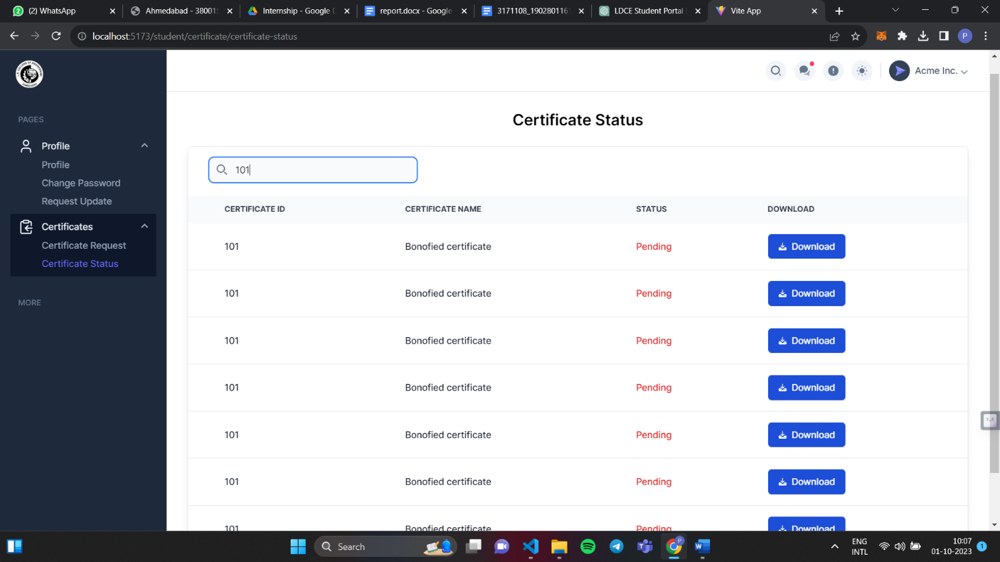 (2) WhatsApp
Ahmedabad - 38001
Internship - Google D
report.docx - Google
3171108_190280116
LDCE Student Portal
Vite App
localhost:5173/student/certificate/certificate-status
P
Acme Inc.
PAGES
Profile
Profile
Change Password
Request Update
Certificates
Certificate Request
Certificate Status
MORE
Certificate Status
101
CERTIFICATE ID CERTIFICATE NAME STATUS DOWNLOAD
101 Bonofied certificate Pending Download
101 Bonofied certificate Pending Download
101 Bonofied certificate Pending Download
101 Bonofied certificate Pending Download
101 Bonofied certificate Pending Download
101 Bonofied certificate Pending Download
101 Bonofied certificate Pending Download
Search
ENG
INTL
10:07
01-10-2023
1